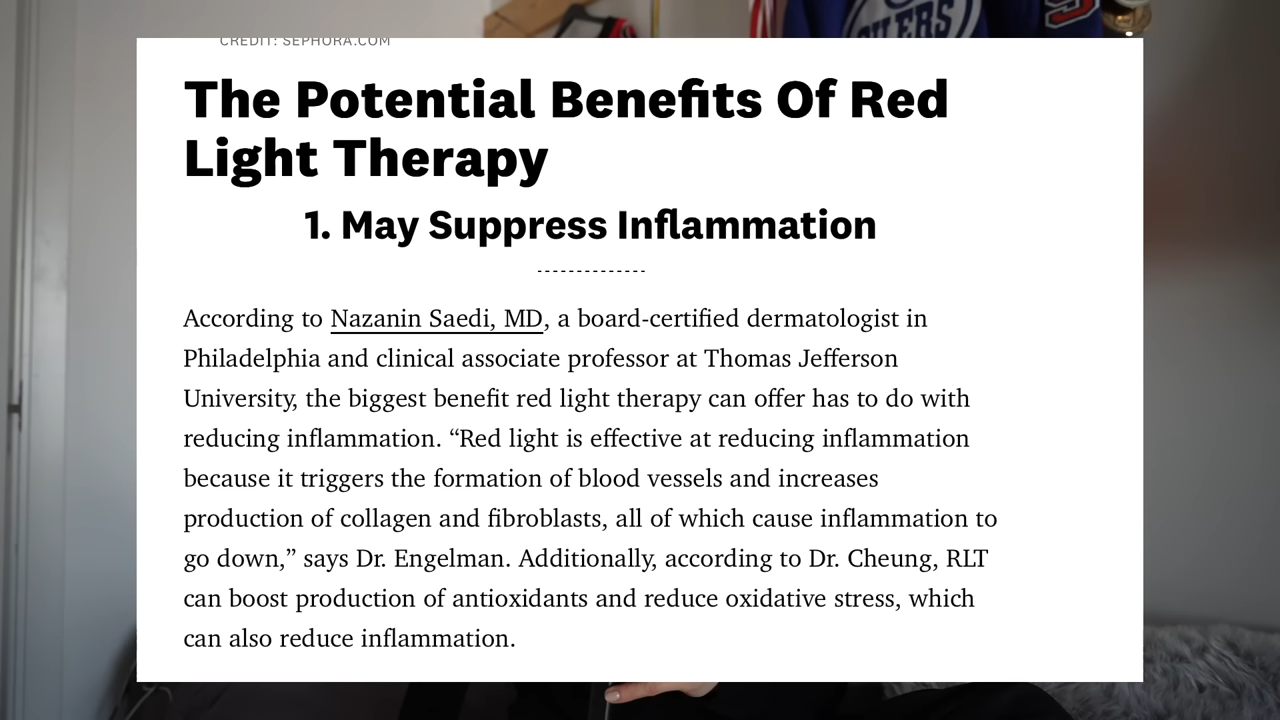 CREDIT: SEPHORA.COM
The Potential Benefits Of Red
Light Therapy
1. May Suppress Inflammation
According to Nazanin Saedi, MD, a board-certified dermatologist in
Philadelphia and clinical associate professor at Thomas Jefferson
University, the biggest benefit red light therapy can offer has to do with
reducing inflammation. “Red light is effective at reducing inflammation
because it triggers the formation of blood vessels and increases
production of collagen and fibroblasts, all of which cause inflammation to
go down,” says Dr. Engelman. Additionally, according to Dr. Cheung, RLT
can boost production of antioxidants and reduce oxidative stress, which
can also reduce inflammation.